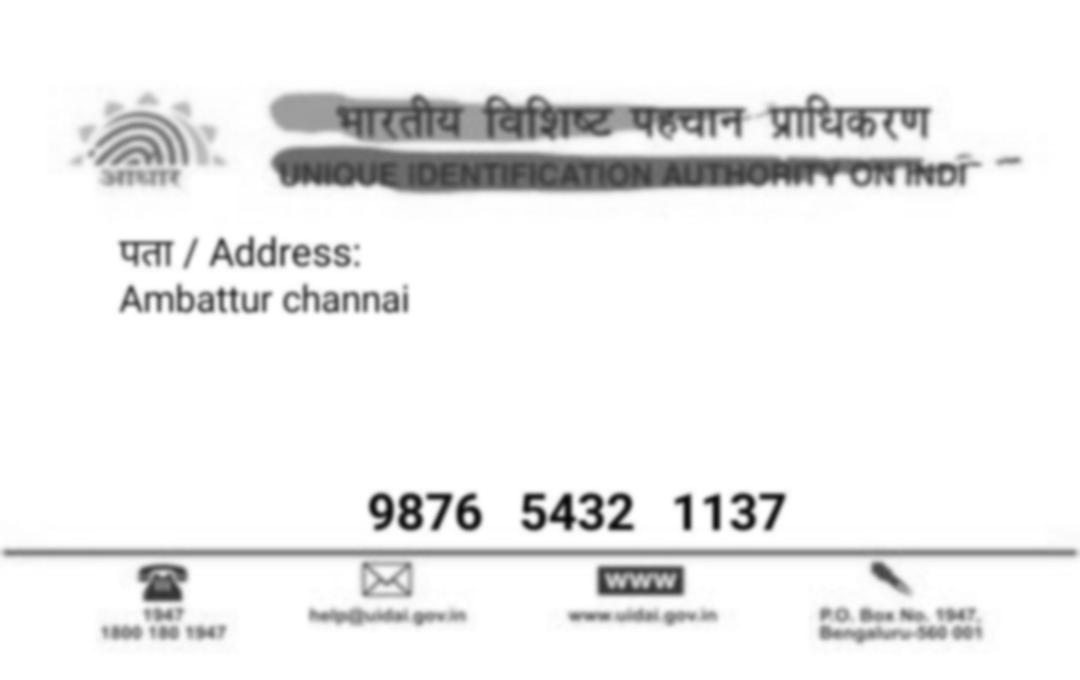 भारतीय विशिष्ट पहचान प्राधिकरण
आधार
UNIQUE IDENTIFICATION AUTHORITY ON INDI
पता / Address:
Ambattur channai
9876 5432 1137
1947
1800 180 1947
help@uidai.gov.in
WWW
www.uidai.gov.in
P.O. Box No. 1947,
Bengaluru-560 001